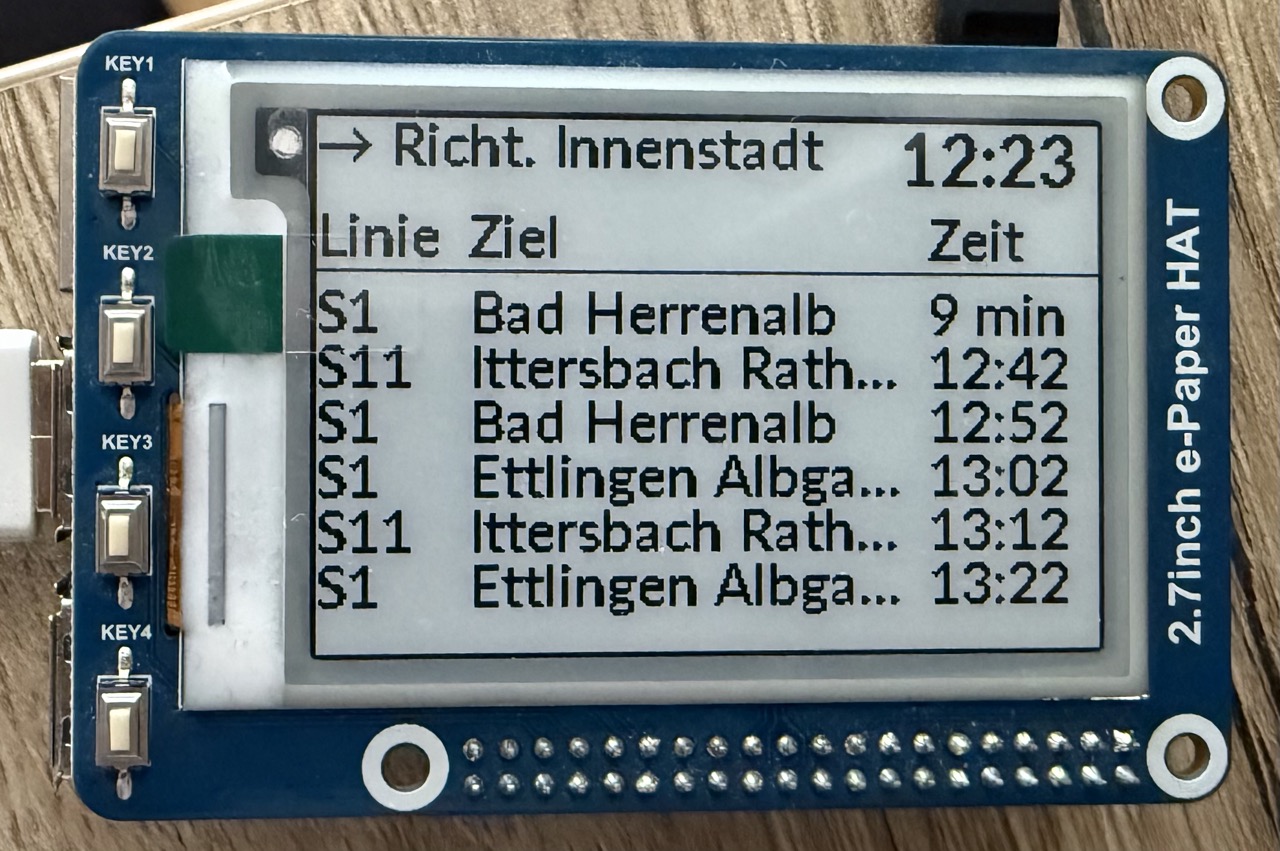 KEY1
KEY2
KEY3
KEY4
→ Richt. Innenstadt 12:23
Linie Ziel Zeit
S1 Bad Herrenalb 9 min
S11 Ittersbach Rath... 12:42
S1 Bad Herrenalb 12:52
S1 Ettlingen Albga... 13:02
S11 Ittersbach Rath... 13:12
S1 Ettlingen Albga... 13:22
2.7inch e-Paper HAT